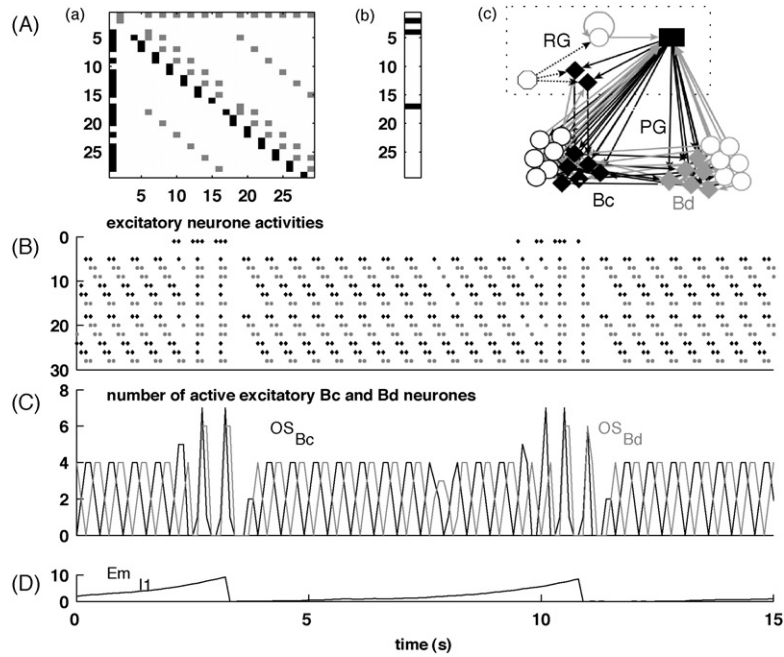 (A)
(a)
(b)
(c)
5
10
15
20
25
5
10
15
20
25
5
10
15
20
25
RG
PG
Bc
Bd
excitatory neurone activities
(B)
0
10
20
30
(C)
number of active excitatory Bc and Bd neurones
8
6
4
2
0
OS Bc
OS Bd
(D)
Em I1
10
0
0
5
10
15
time (s)